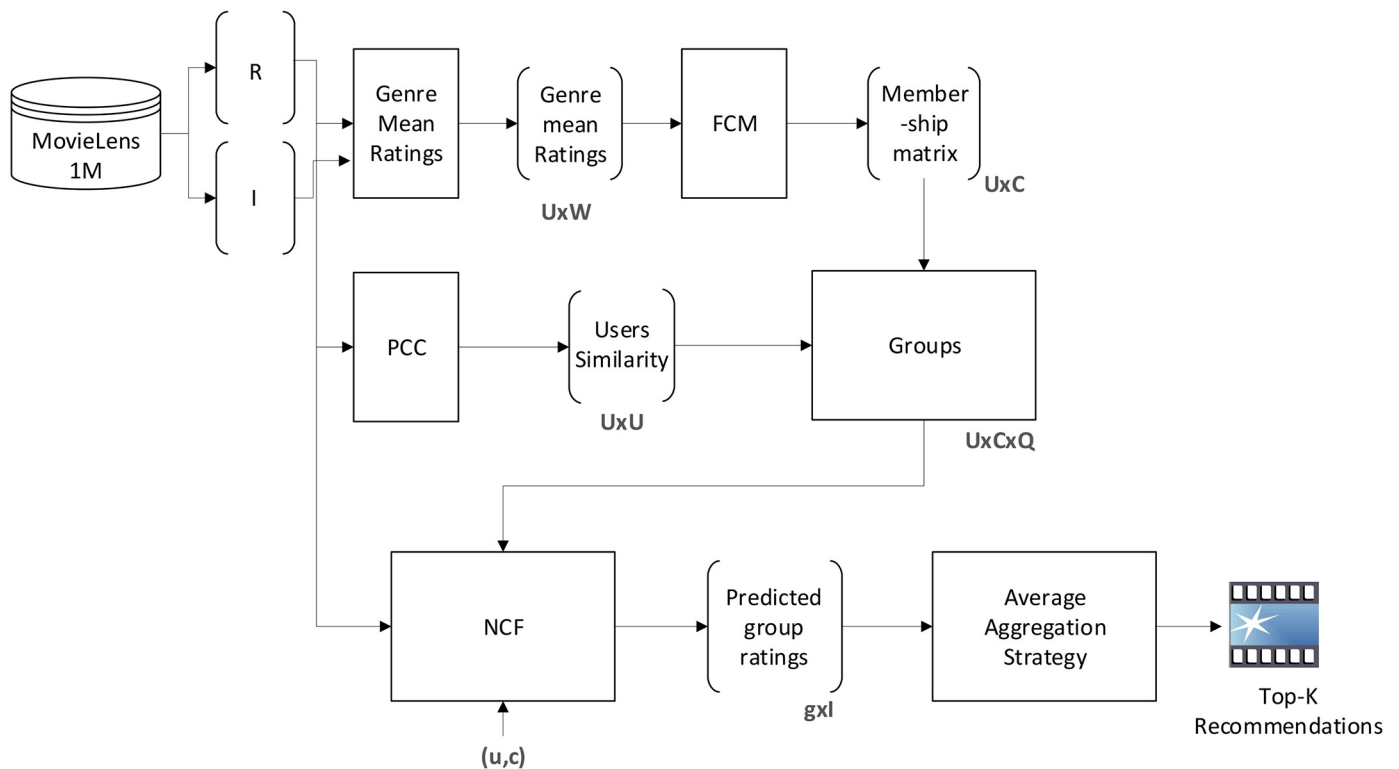 MovieLens
1M
R
I
Genre
Mean
Ratings
Genre
mean
Ratings
UxW
FCM
Member
-ship
matrix
UxC
PCC
Users
Similarity
UxU
Groups
UxCxQ
NCF
(u,c)
Predicted
group
ratings
gxI
Average
Aggregation
Strategy
Top-K
Recommendations